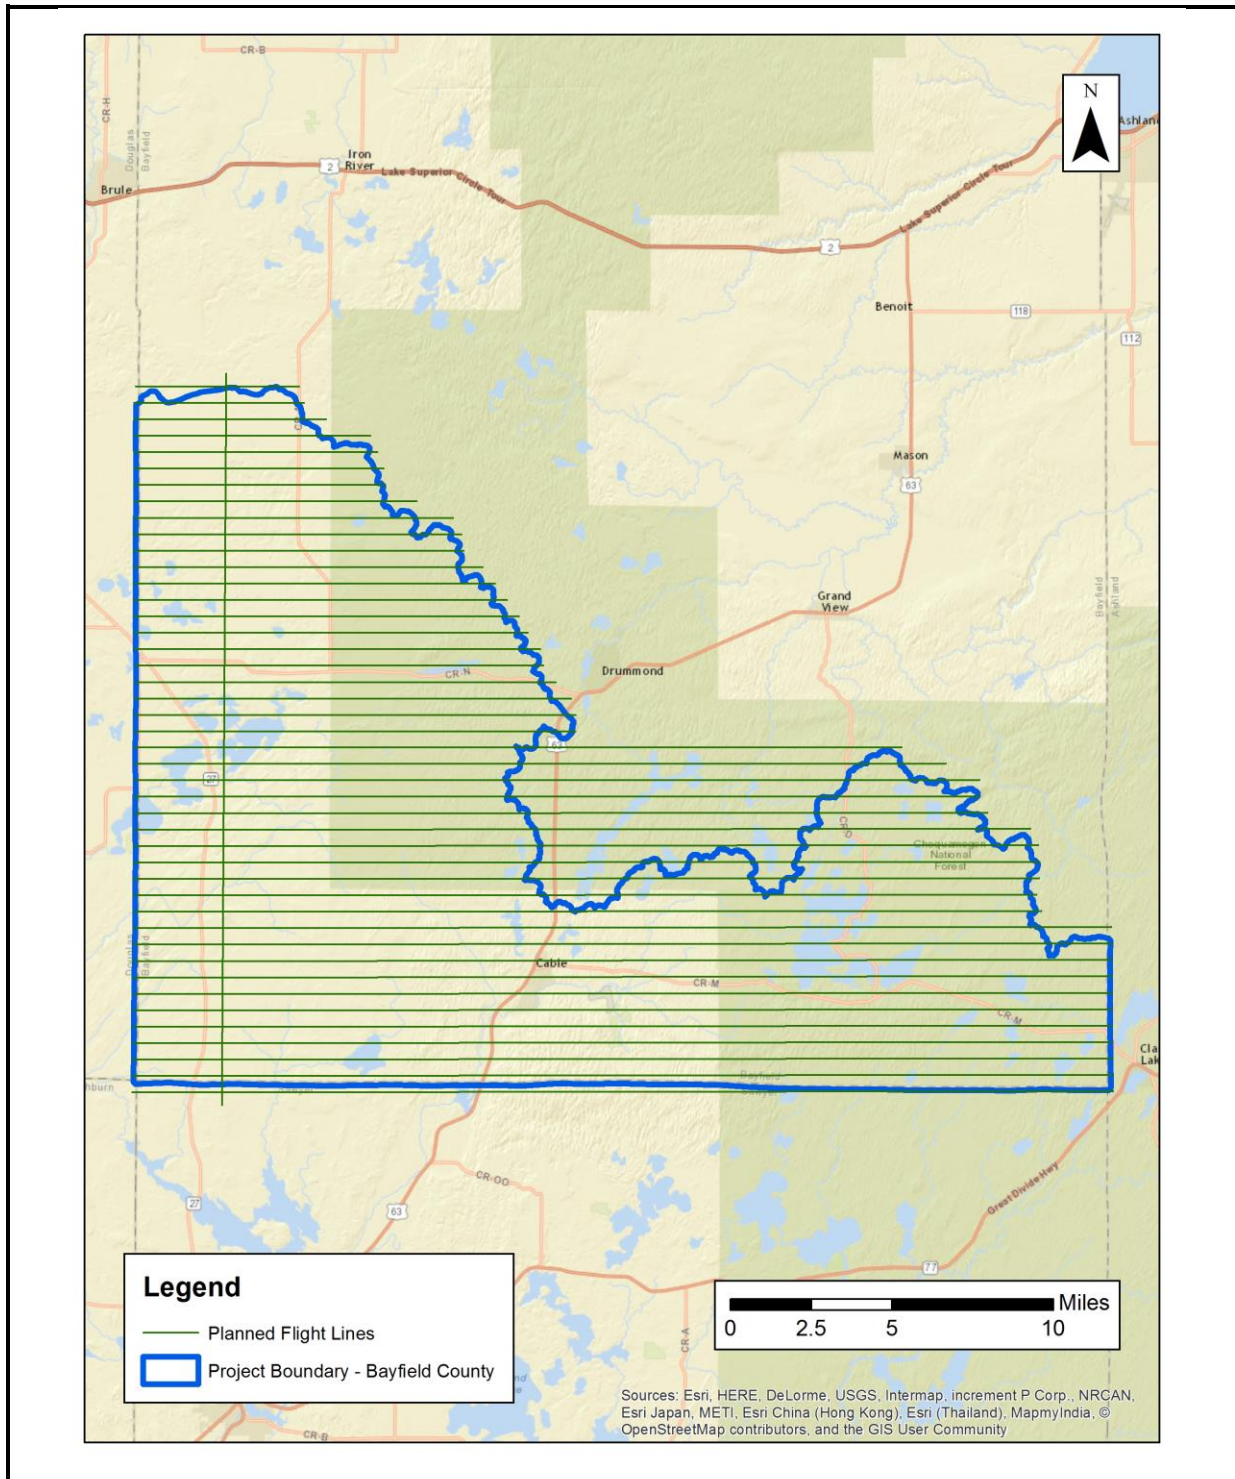 CR-B
N
CR-H
Ashlan
Douglas
Bayfield
Iron
River
2
Lake Superior Circle Tour
Lake Superior Circle Tour
Brule
2
Benoit
118
112
Mason
63
Bayfield
Ashland
Grand
View
Drummond
CR-N
63
27
CR-D
Chequamegon
National
Forest
Douglas
Bayfield
Cable
CR-M
CR-M
Cla
Lak
hburn
Sawyer
Bayfield
Sawyer
CR-OO
27
63
Great Divide Hwy
77
CR-A
Legend
Planned Flight Lines
Project Boundary - Bayfield County
Miles
0 2.5 5 10
Sources: Esri, HERE, DeLorme, USGS, Intermap, increment P Corp., NRCAN,
Esri Japan, METI, Esri China (Hong Kong), Esri (Thailand), MapmyIndia, ©
OpenStreetMap contributors, and the GIS User Community
CR-B